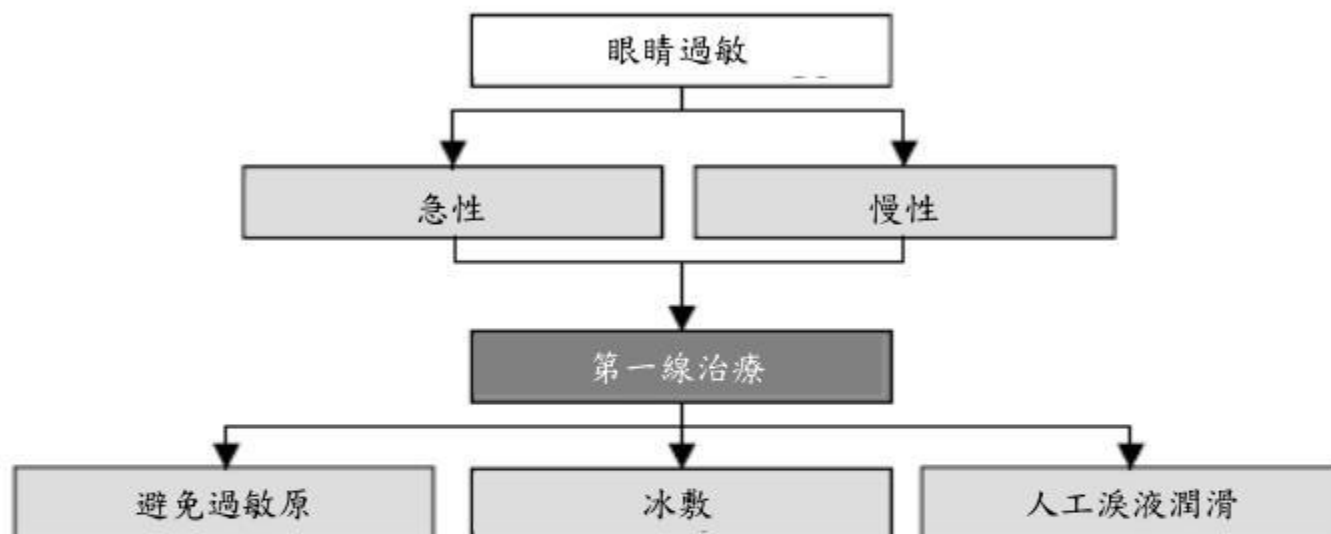 眼睛過敏
急性
慢性
第一線治療
避免過敏原
冰敷
人工淚液潤滑